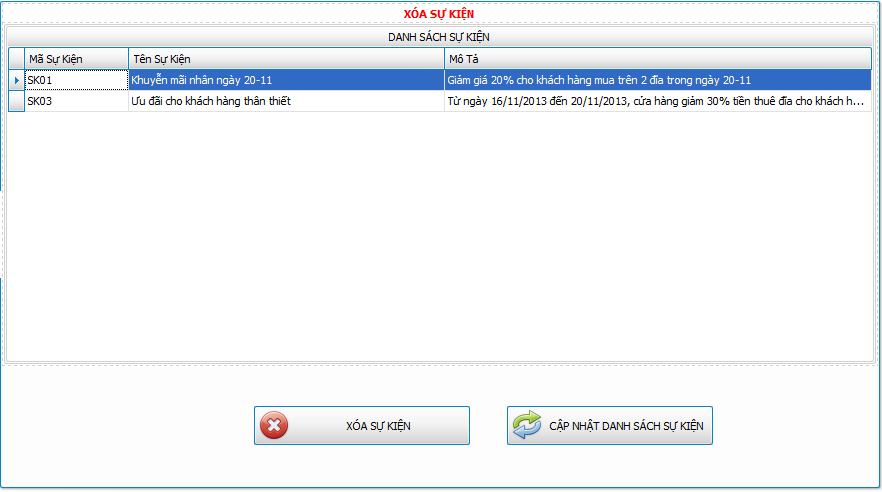 XÓA SỰ KIỆN
DANH SÁCH SỰ KIỆN
Mã Sự Kiện Tên Sự Kiện Mô Tả
SK01 Khuyễn mãi nhân ngày 20-11 Giảm giá 20% cho khách hàng mua trên 2 đĩa trong ngày 20-11
SK03 Ưu đãi cho khách hàng thân thiết Từ ngày 16/11/2013 đến 20/11/2013, cửa hàng giảm 30% tiền thuê đĩa cho khách h...
XÓA SỰ KIỆN CẬP NHẬT DANH SÁCH SỰ KIỆN